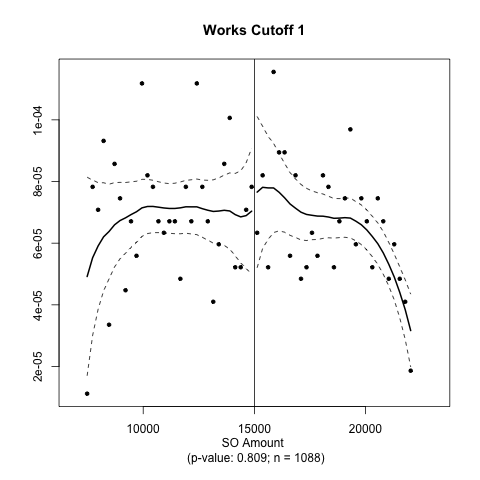 Works Cutoff 1
1e-04
8e-05
6e-05
4e-05
2e-05
10000 15000 20000
SO Amount
(p-value: 0.809; n = 1088)